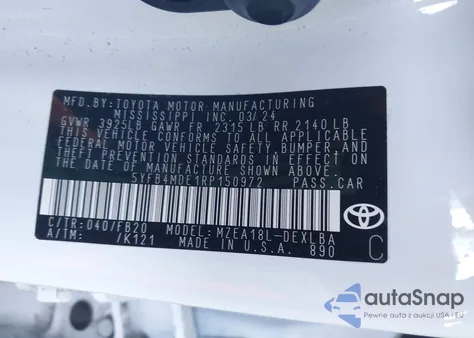 MFD.BY:TOYOTA MOTOR MANUFACTURING
MISSISSIPPI INC.03/24
GVWR 3925LB GAWR FR 2315 LB RR 2140 LB
THIS VEHICLE CONFORMS TO ALL APPLICABLE
FEDERAL MOTOR VEHICLE SAFETY, BUMPER, AND
THEFT PREVENTION STANDARDS IN EFFECT ON
THE DATE OF MANUFACTURE SHOWN ABOVE.
5YFB4MDE1RP150972 PASS.CAR
C/TR:040/FB20 MODEL:MZEA18L-DEXLBA
A/TM: /K121 MADE IN U.S.A. 890
TOYOTA
C
autoSnap
Pewne auta z aukcji USA i EU